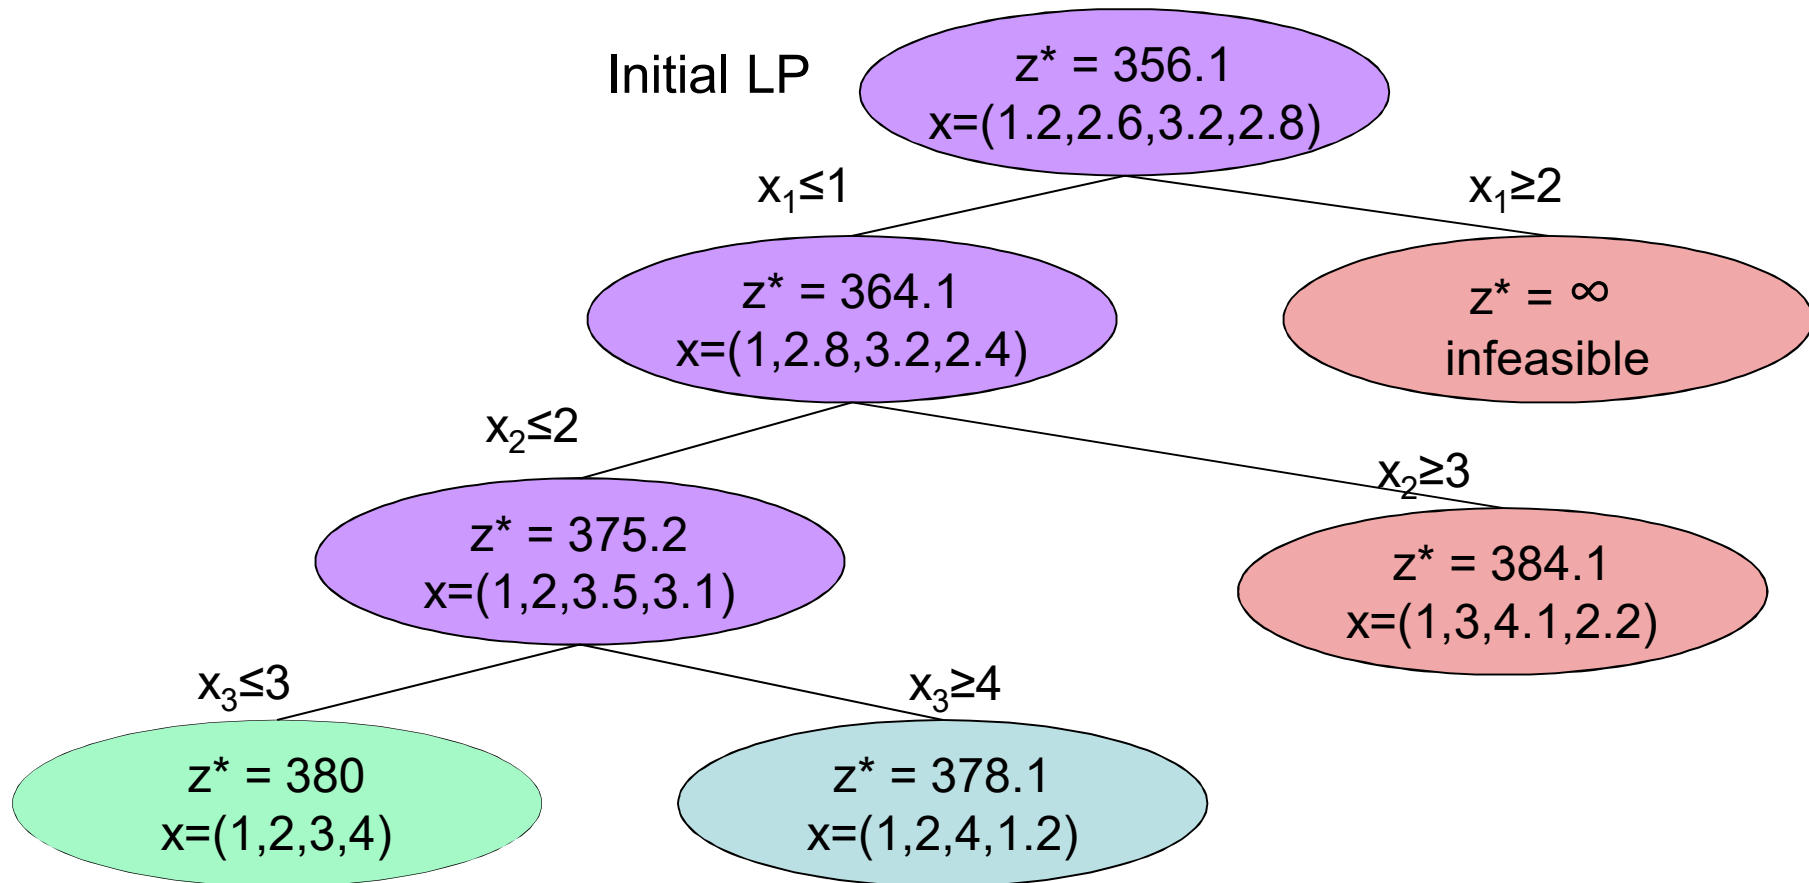 Initial LP
z* = 356.1
x=(1.2,2.6,3.2,2.8)
x₁≤1
x₁≥2
z* = 364.1
x=(1,2.8,3.2,2.4)
z* = ∞
infeasible
x₂≤2
x₂≥3
z* = 375.2
x=(1,2,3.5,3.1)
z* = 384.1
x=(1,3,4.1,2.2)
x₃≤3
x₃≥4
z* = 380
x=(1,2,3,4)
z* = 378.1
x=(1,2,4,1.2)